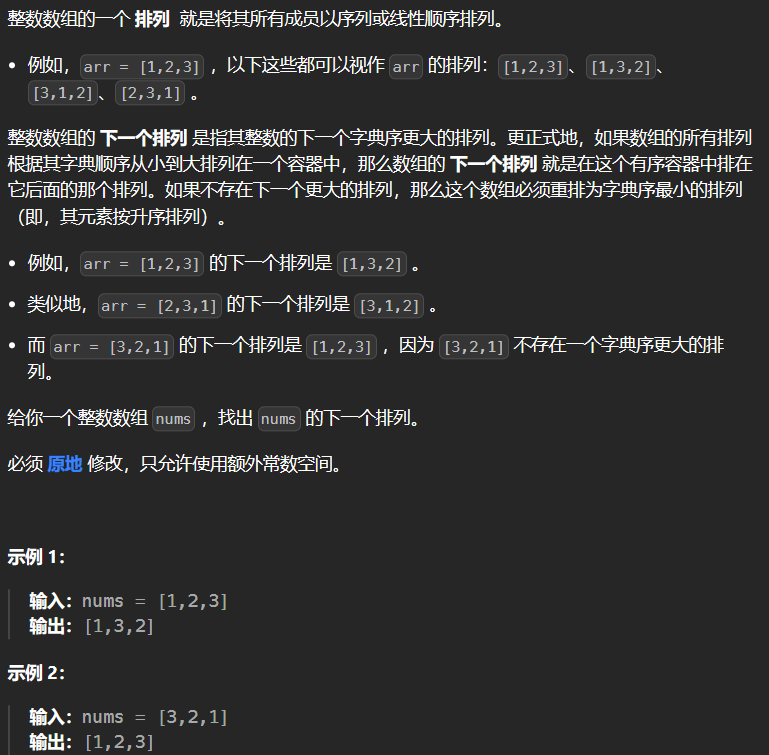 整数数组的一个 排列 就是将其所有成员以序列或线性顺序排列。
• 例如，arr = [1,2,3] ，以下这些都可以视作 arr 的排列：[1,2,3]、[1,3,2]、
[3,1,2]、[2,3,1] 。
整数数组的 下一个排列 是指其整数的下一个字典序更大的排列。更正式地，如果数组的所有排列
根据其字典顺序从小到大排列在一个容器中，那么数组的 下一个排列 就是在这个有序容器中排在
它后面的那个排列。如果不存在下一个更大的排列，那么这个数组必须重排为字典序最小的排列
（即，其元素按升序排列）。
• 例如，arr = [1,2,3] 的下一个排列是 [1,3,2] 。
• 类似地，arr = [2,3,1] 的下一个排列是 [3,1,2] 。
• 而 arr = [3,2,1] 的下一个排列是 [1,2,3] ，因为 [3,2,1] 不存在一个字典序更大的排
列。
给你一个整数数组 nums ，找出 nums 的下一个排列。
必须 原地 修改，只允许使用额外常数空间。
示例 1：
输入：nums = [1,2,3]
输出：[1,3,2]
示例 2：
输入：nums = [3,2,1]
输出：[1,2,3]